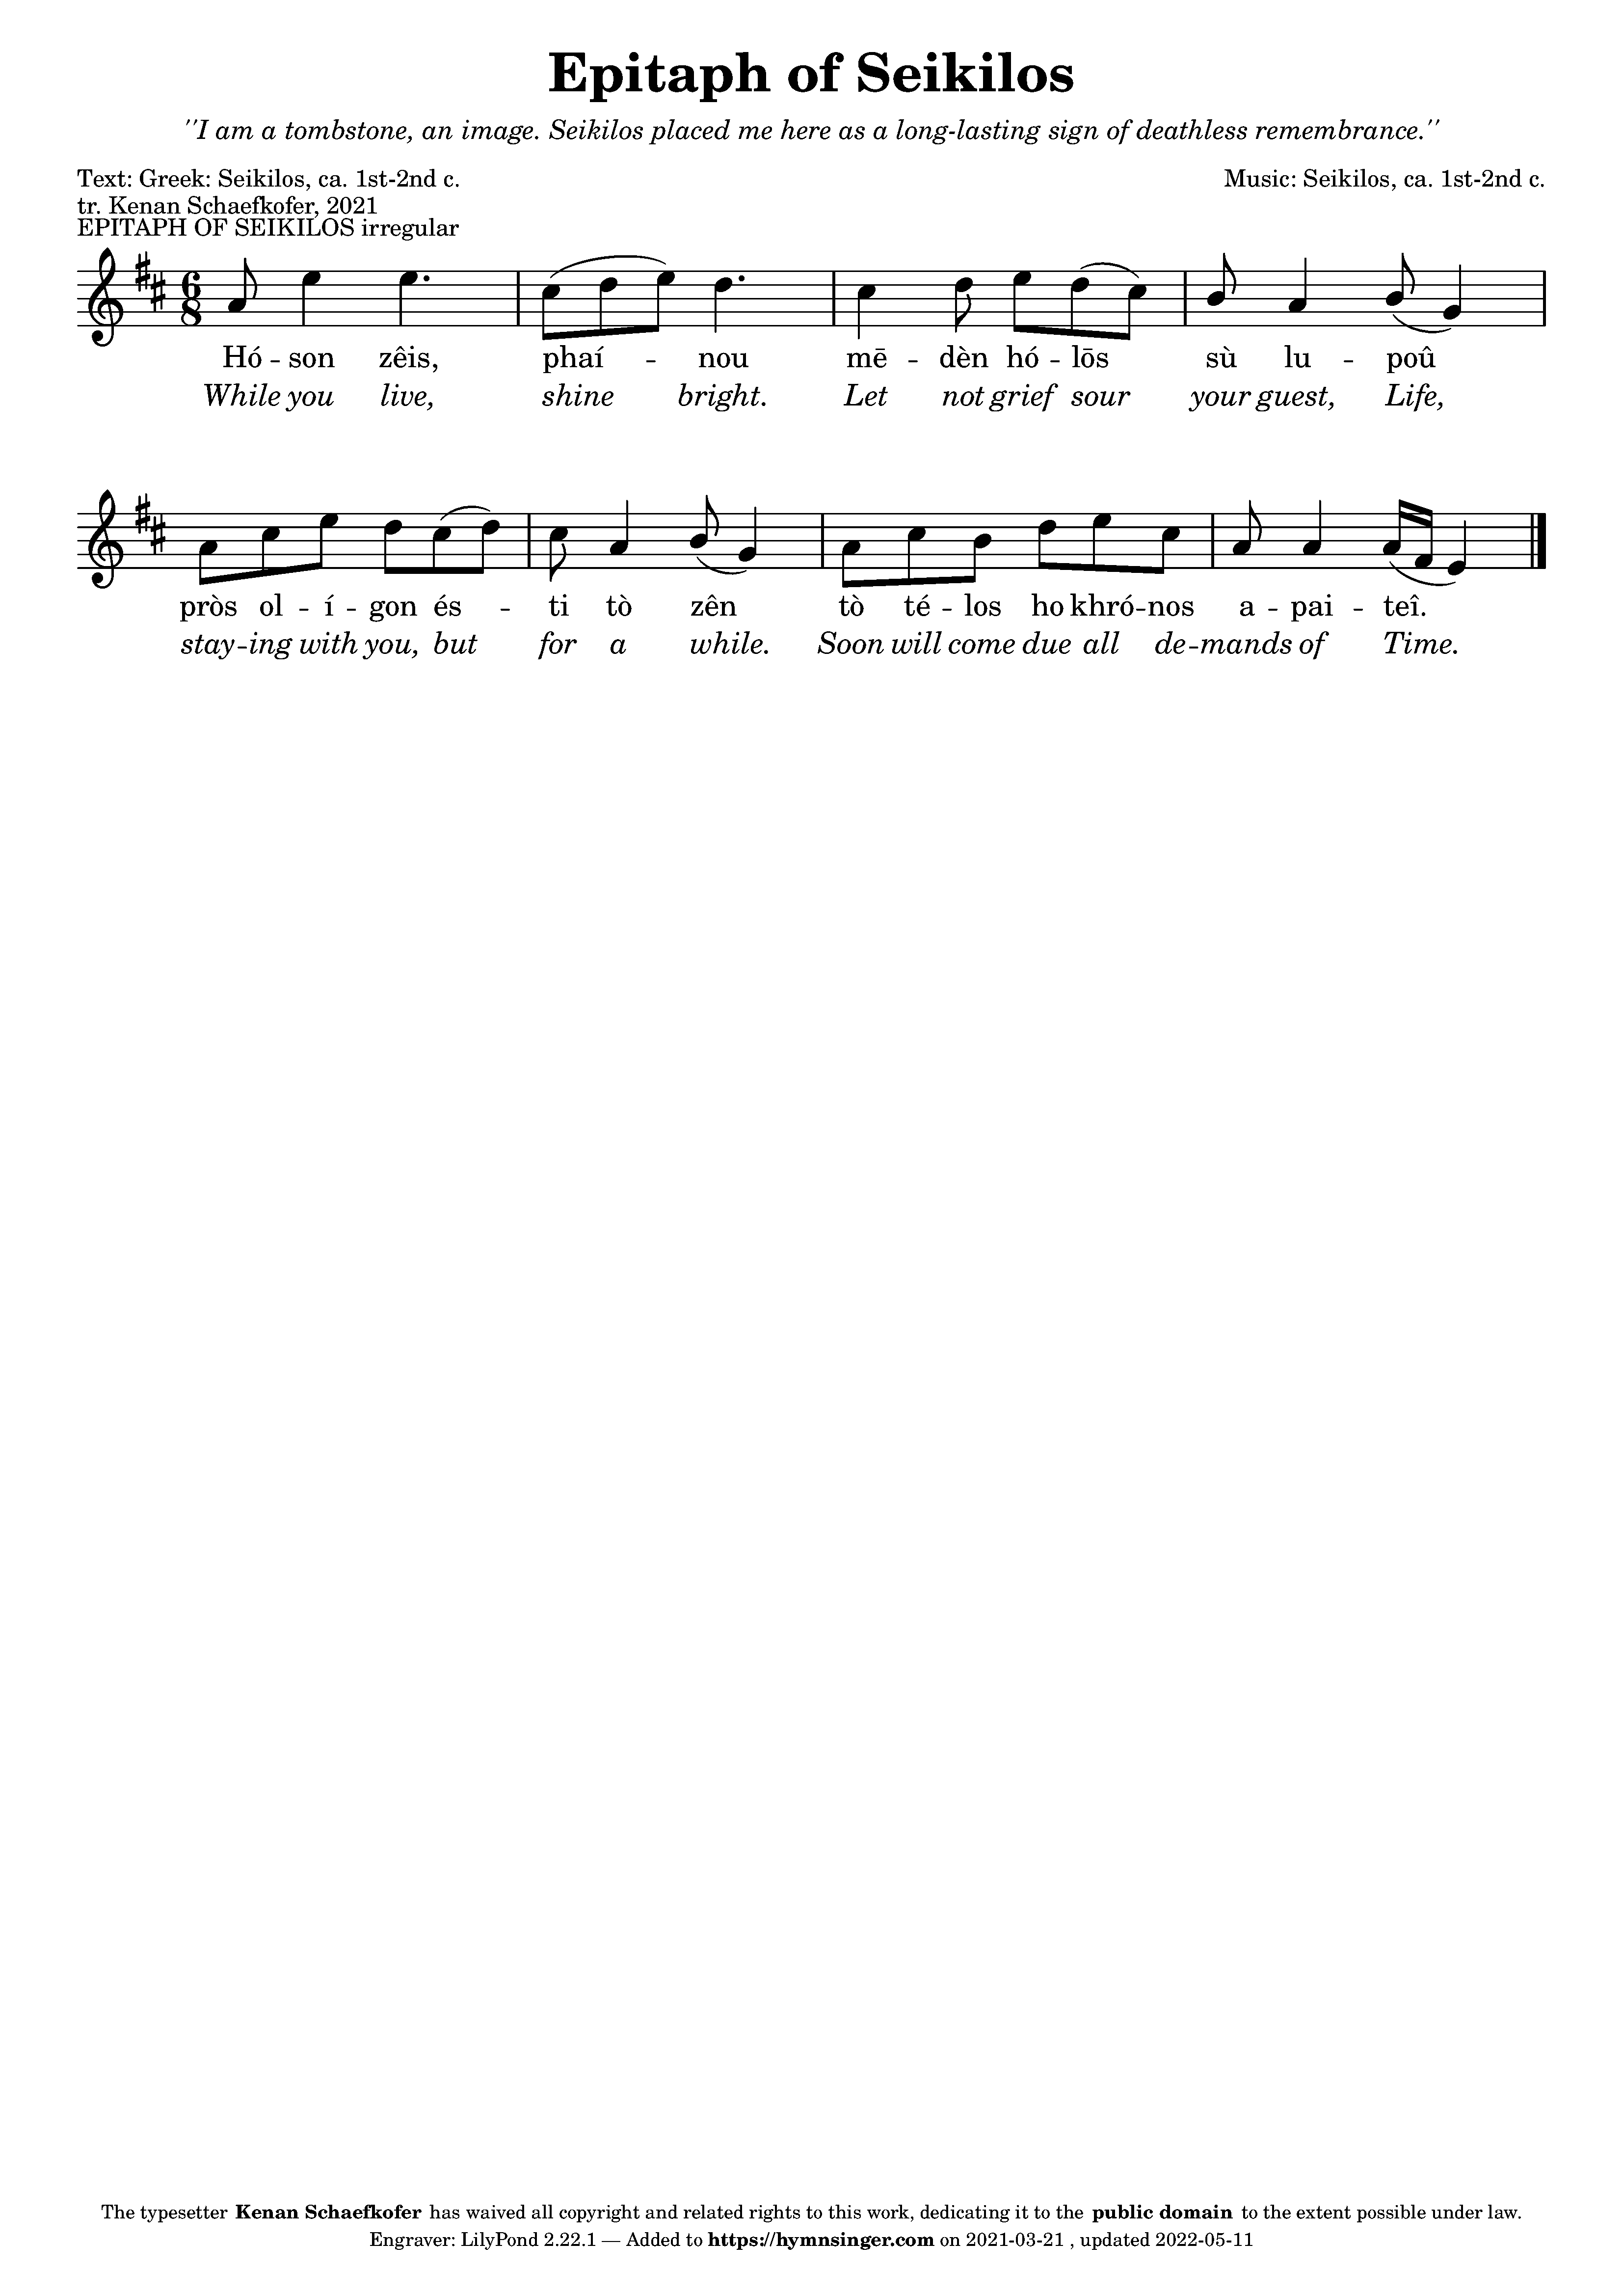 Epitaph of Seikilos
''I am a tombstone, an image. Seikilos placed me here as a long-lasting sign of deathless remembrance.''
Text: Greek: Seikilos, ca. 1st-2nd c.
Music: Seikilos, ca. 1st-2nd c.
tr. Kenan Schaefkofer, 2021
EPITAPH OF SEIKILOS irregular
6
8
Hó - son zêis, phaí - nou mē - dèn hó - lōs sù lu - poû
While you live, shine bright. Let not grief sour your guest, Life,
pròs ol - í - gon és - ti tò zên tò té - los ho khró - nos a - pai - teî.
stay - ing with you, but for a while. Soon will come due all de - mands of Time.
The typesetter Kenan Schaefkofer has waived all copyright and related rights to this work, dedicating it to the public domain to the extent possible under law.
Engraver: LilyPond 2.22.1 — Added to https://hymnsinger.com on 2021-03-21 , updated 2022-05-11